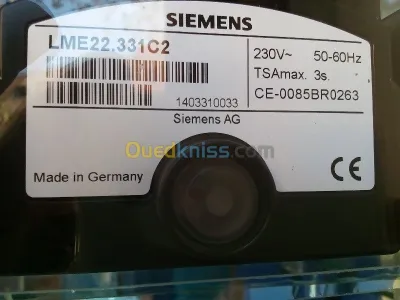 SIEMENS
LME22.331C2
230V~ 50-60Hz
TSAmax. 3s.
1403310033
CE-0085BR0263
Siemens AG
Ouedkniss.com
Made in Germany
CE